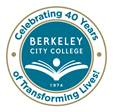 Celebrating 40 Years
BERKELEY
CITY COLLEGE
1974
of Transforming Lives!